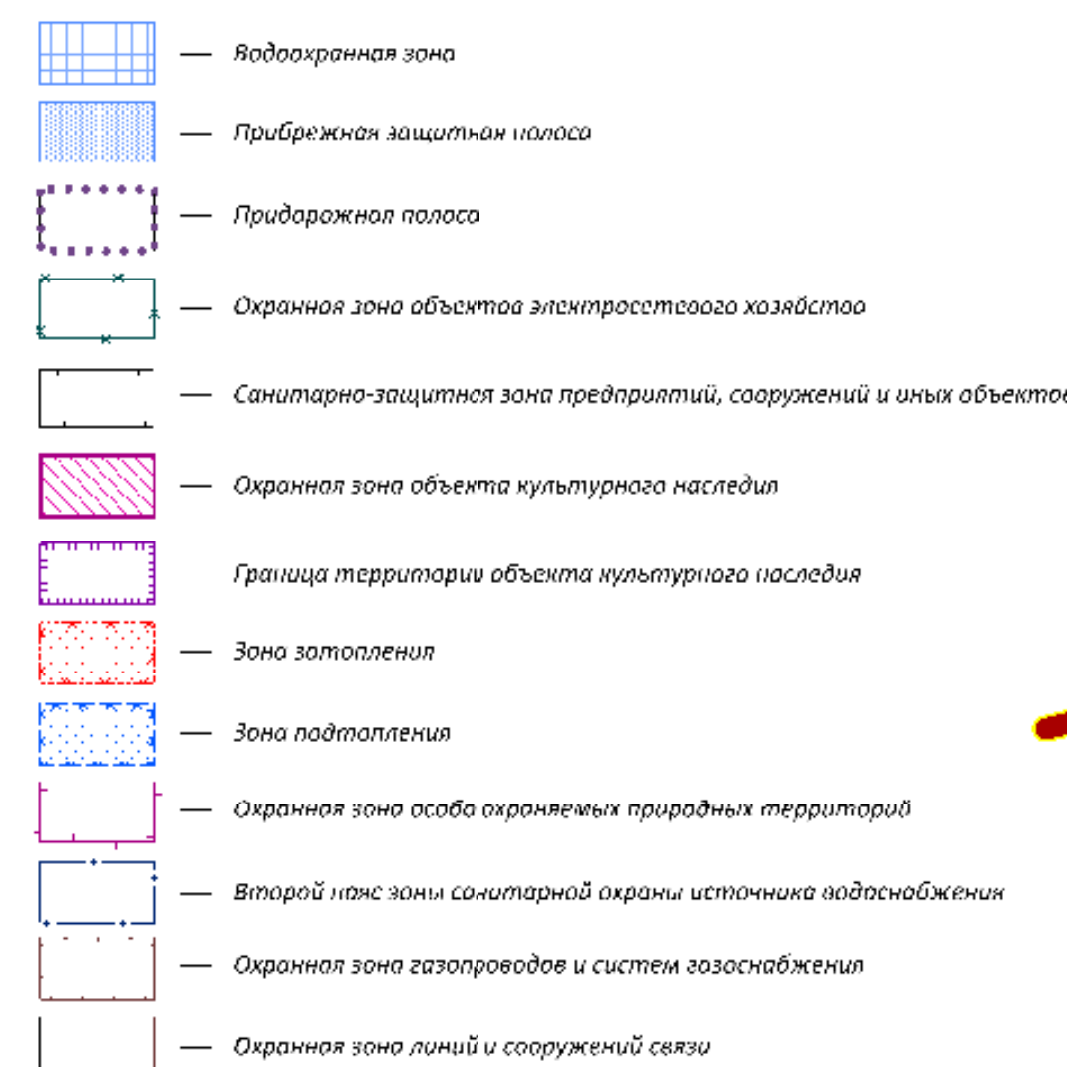 — Водоохранная зона
— Прибрежная защитная полоса
— Придорожная полоса
— Охранная зона объектов электросетевого хозяйства
— Санитарно-защитная зона предприятий, сооружений и иных объектов
— Охранная зона объекта культурного наследия
Граница территории объекта культурного наследия
— Зона затопления
— Зона подтопления
— Охранная зона особо охраняемых природных территорий
— Второй пояс зоны санитарной охраны источника водоснабжения
— Охранная зона газопроводов и систем газоснабжения
— Охранная зона линий и сооружений связи